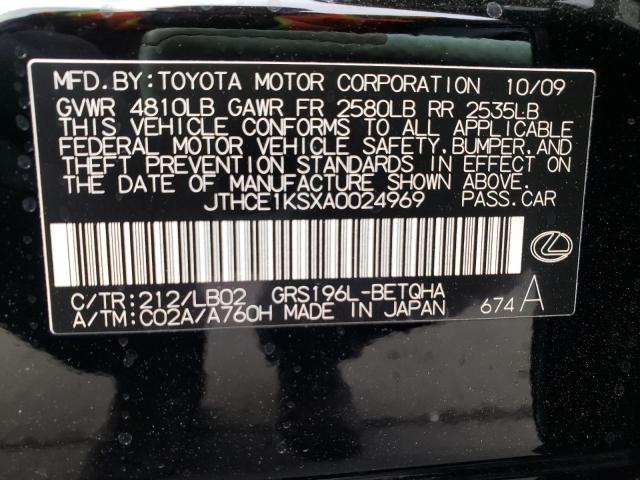 MFD. BY: TOYOTA MOTOR CORPORATION 10/09
GVWR 4810LB GAWR FR 2580LB RR 2535LB
THIS VEHICLE CONFORMS TO ALL APPLICABLE
FEDERAL MOTOR VEHICLE SAFETY, BUMPER, AND
THEFT PREVENTION STANDARDS IN EFFECT ON
THE DATE OF MANUFACTURE SHOWN ABOVE.
JTHCE1KSXA0024969 PASS. CAR
C/TR: 212/LB02 GRS196L-BETQHA
A/TM: C02A/A760H MADE IN JAPAN 674 A